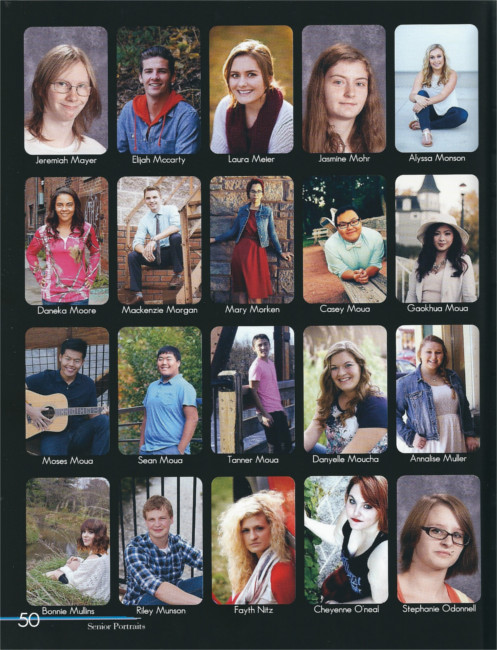 Jeremiah Mayer
Elijah Mccarty
Laura Meier
Jasmine Mohr
Alyssa Monson
Daneka Moore
Mackenzie Morgan
Mary Morken
Casey Moua
Gaokhua Moua
Moses Moua
Sean Moua
Tanner Moua
Danyelle Moucha
Annalise Muller
Bonnie Mullins
Riley Munson
Fayth Nitz
Cheyenne O'neal
Stephanie Odonnell
50
Senior Portraits